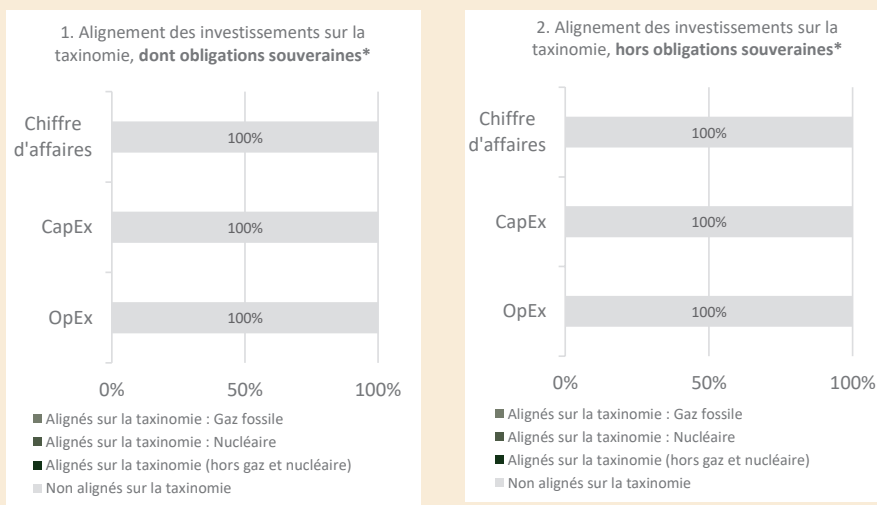 1. Alignement des investissements sur la
taxinomie, dont obligations souveraines*
Chiffre
d'affaires
100%
CapEx
100%
OpEx
100%
0%
50%
100%
Alignés sur la taxinomie : Gaz fossile
Alignés sur la taxinomie : Nucléaire
Alignés sur la taxinomie (hors gaz et nucléaire)
Non alignés sur la taxinomie
2. Alignement des investissements sur la
taxinomie, hors obligations souveraines*
Chiffre
d'affaires
100%
CapEx
100%
OpEx
100%
0%
50%
100%
Alignés sur la taxinomie : Gaz fossile
Alignés sur la taxinomie : Nucléaire
Alignés sur la taxinomie (hors gaz et nucléaire)
Non alignés sur la taxinomie